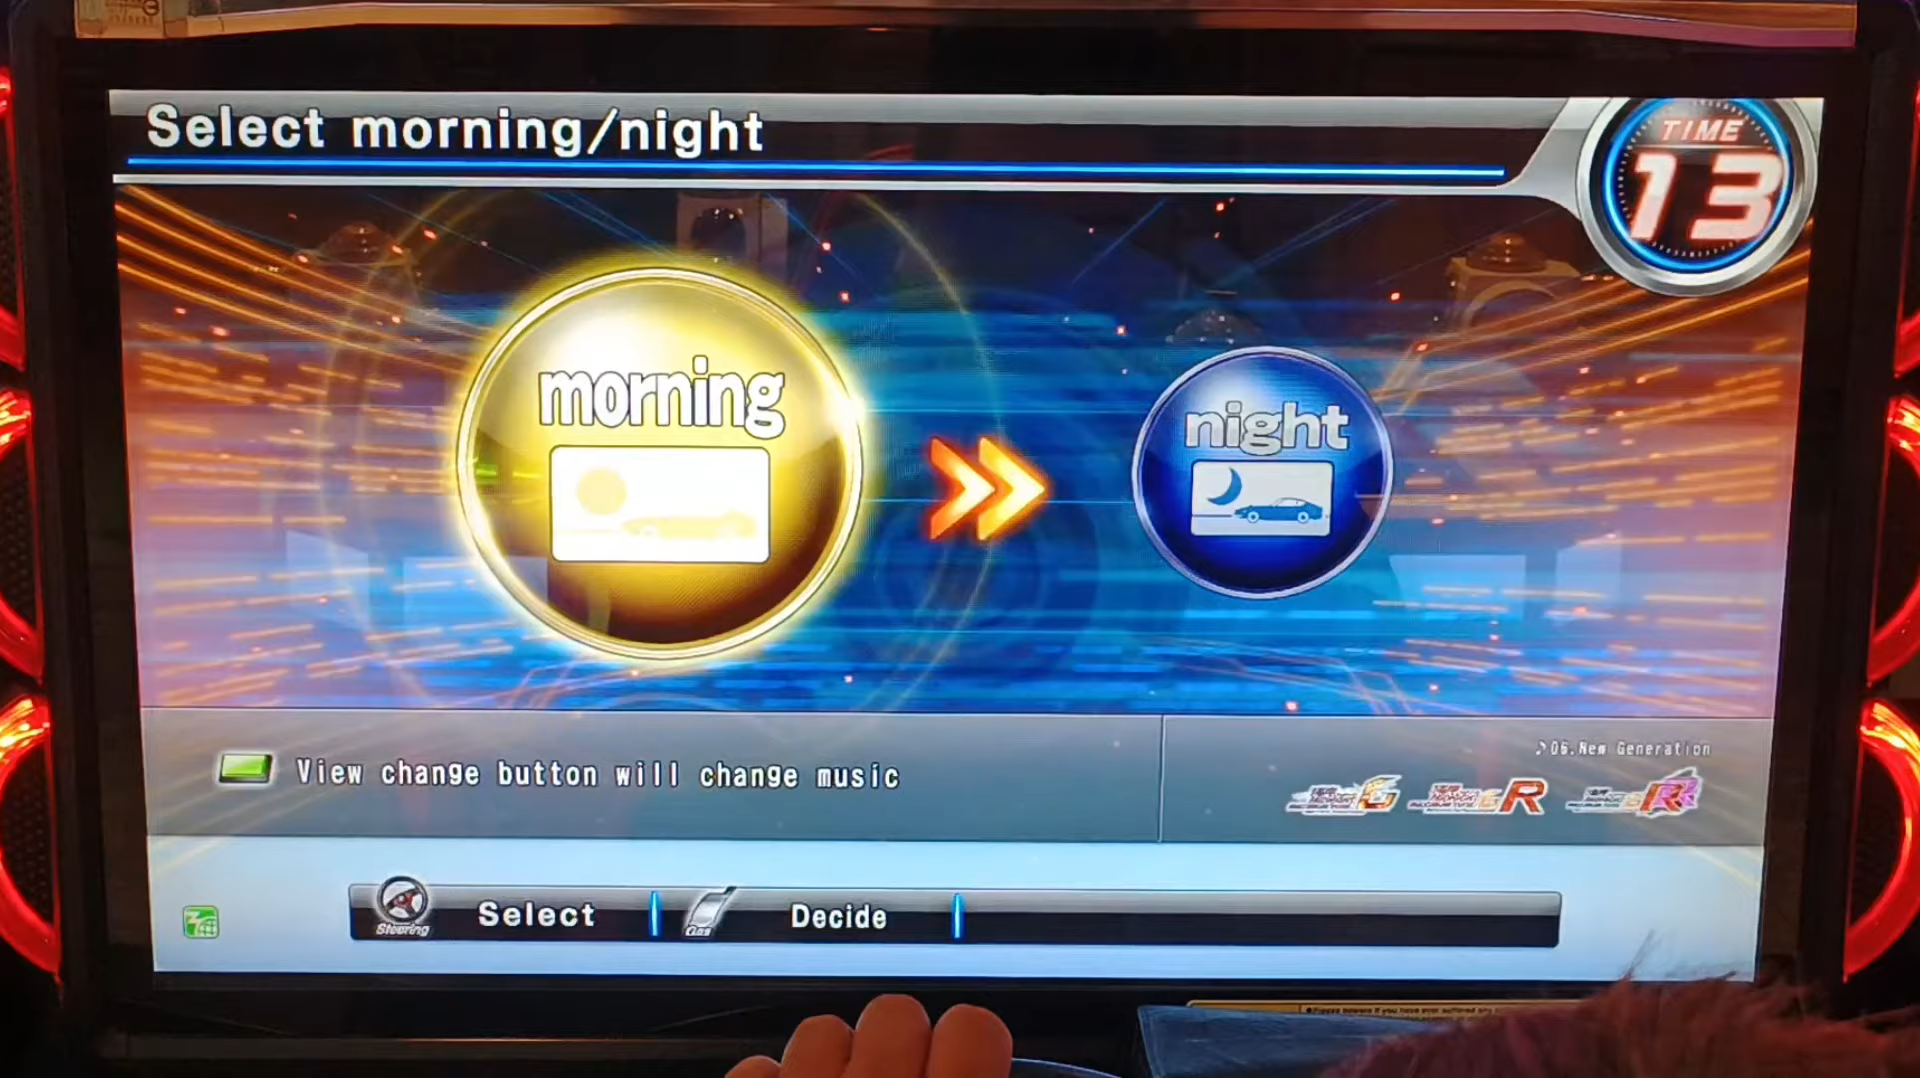 Select morning/night
TIME
13
morning
night
View change button will change music
♪06.New Generation
R
Steering
Select
Gas
Decide